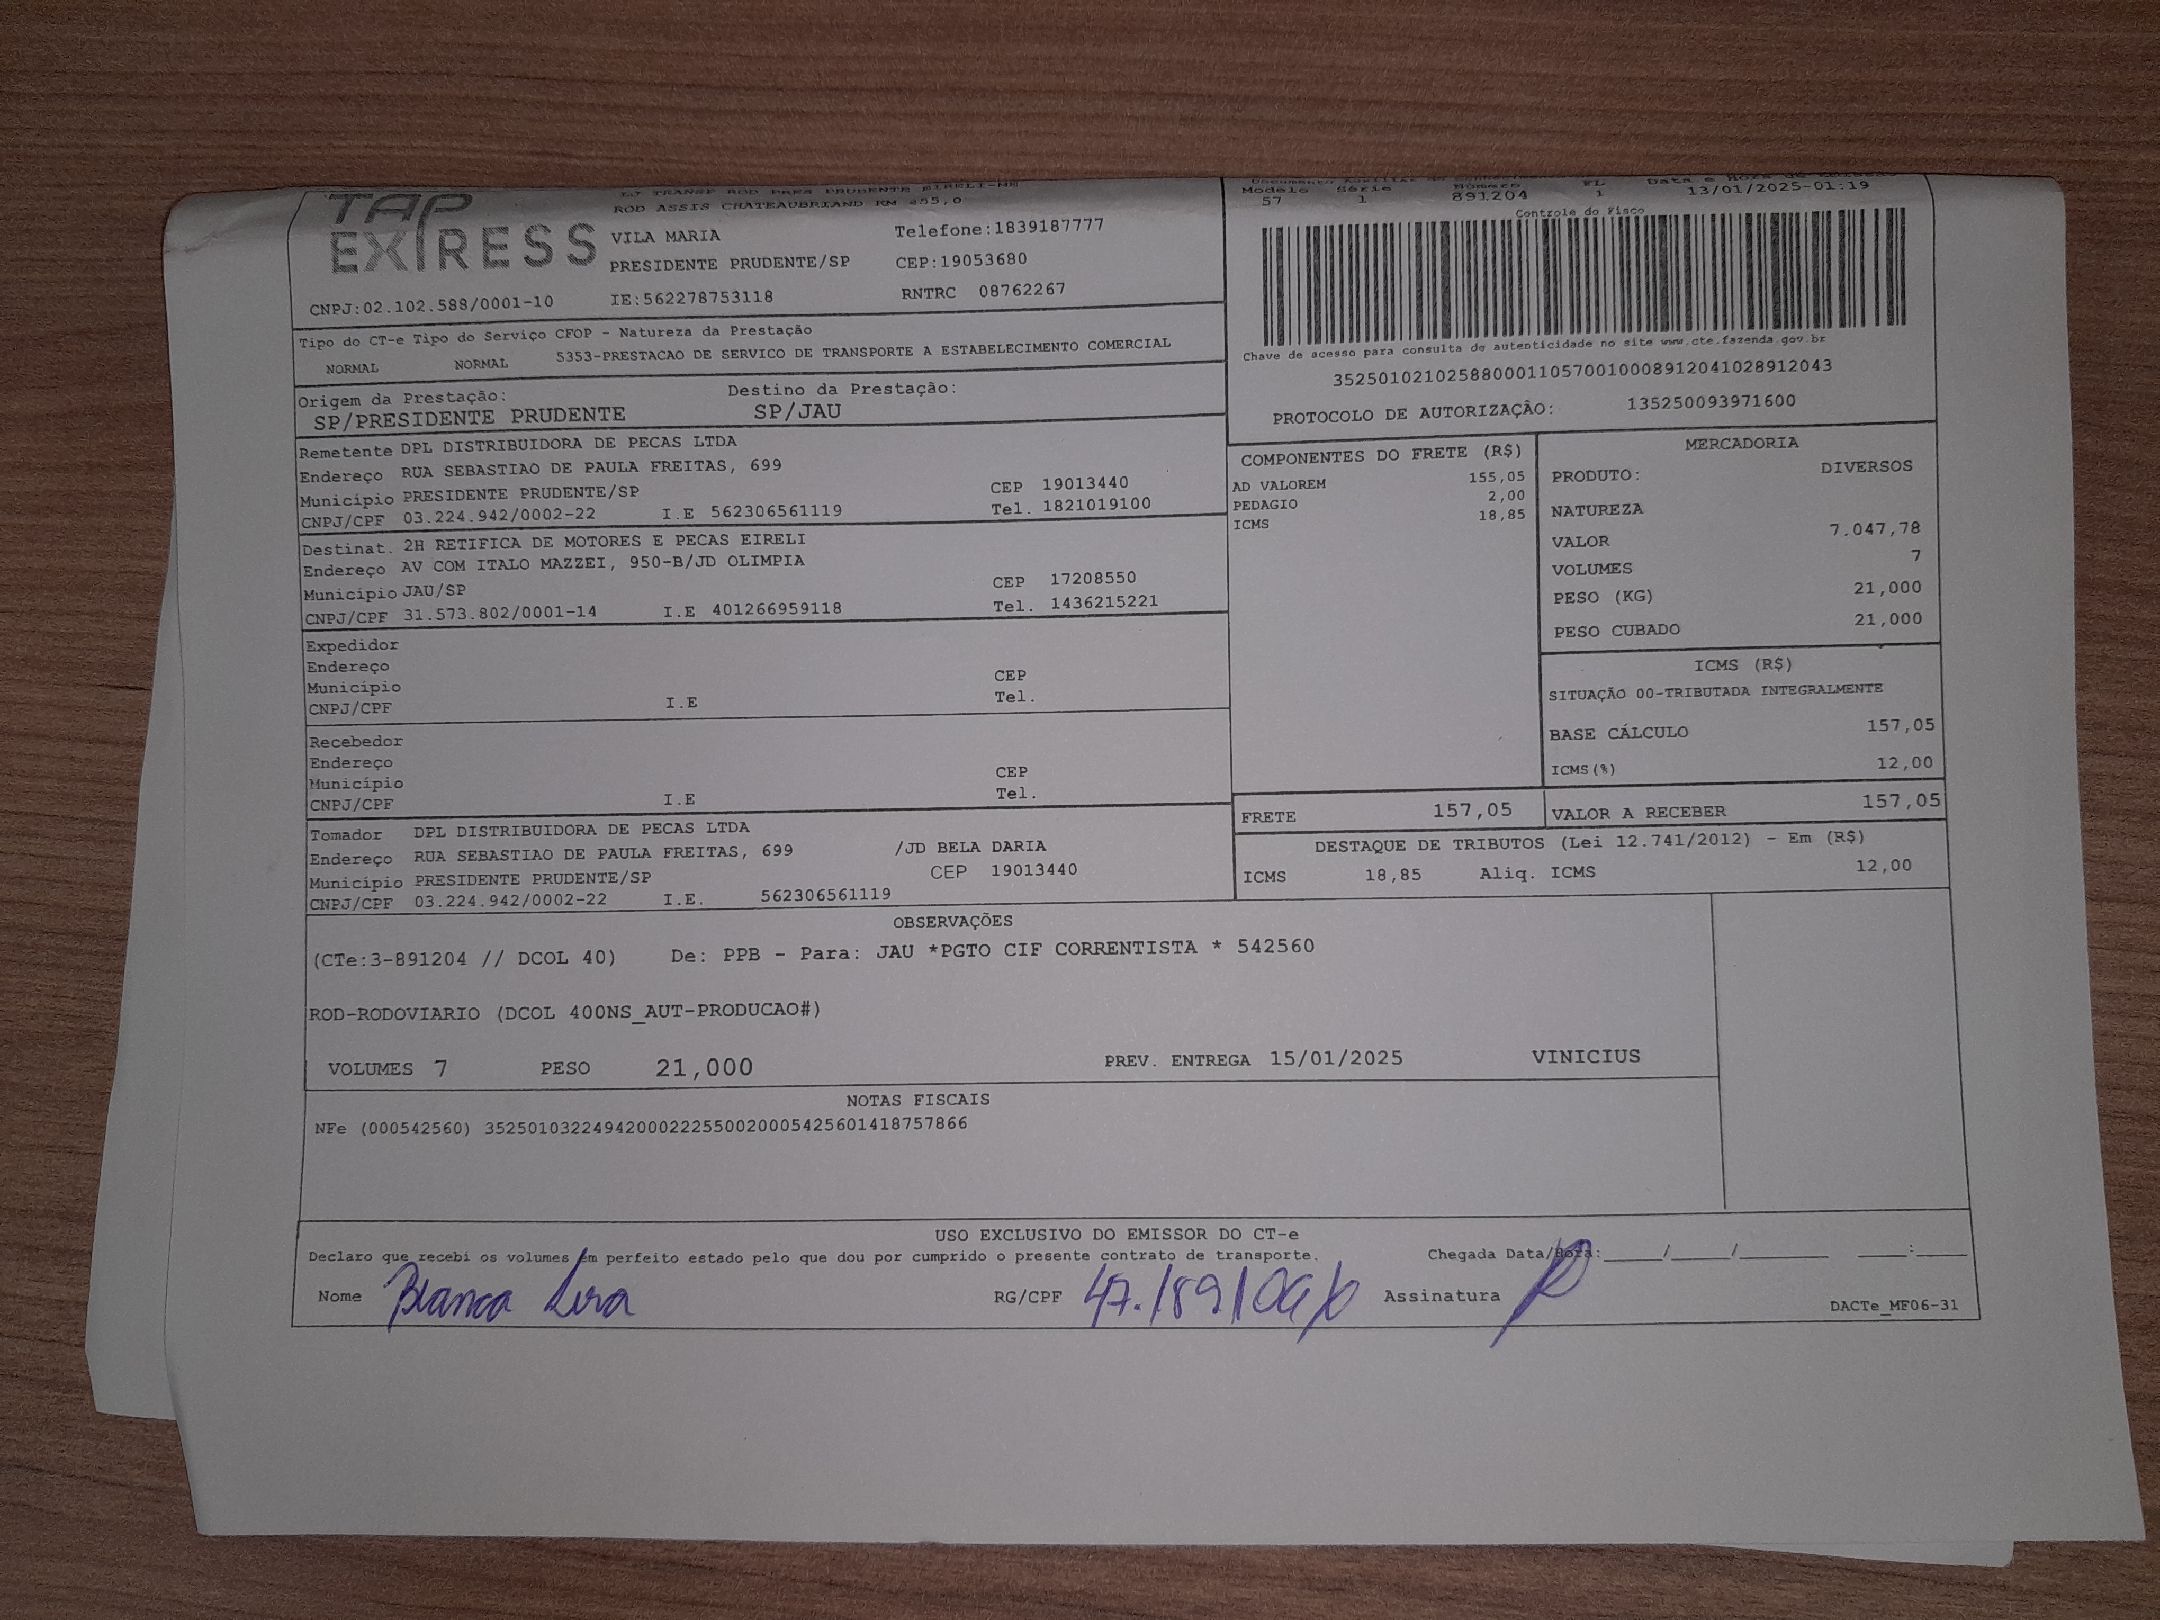 TAP EXPRESS
ROD ASSIS CHATEAUBRIAND KM 455,0
VILA MARIA Telefone:1839187777
PRESIDENTE PRUDENTE/SP CEP:19053680
CNPJ:02.102.588/0001-10 IE:562278753118 RNTRC 08762267
Modelo Série Número FL
57 1 891204 1 13/01/2025-01:19
Controle do Fisco
Chave de acesso para consulta de autenticidade no site www.cte.fazenda.gov.br
35250102102588000110570010008912041028912043
PROTOCOLO DE AUTORIZAÇÃO: 135250093971600
Tipo do CT-e Tipo do Serviço CFOP - Natureza da Prestação
NORMAL NORMAL 5353-PRESTACAO DE SERVICO DE TRANSPORTE A ESTABELECIMENTO COMERCIAL
Origem da Prestação: Destino da Prestação:
SP/PRESIDENTE PRUDENTE SP/JAU
Remetente DPL DISTRIBUIDORA DE PECAS LTDA
Endereço RUA SEBASTIAO DE PAULA FREITAS, 699
Município PRESIDENTE PRUDENTE/SP CEP 19013440
CNPJ/CPF 03.224.942/0002-22 I.E 562306561119 Tel. 1821019100
Destinat. 2H RETIFICA DE MOTORES E PECAS EIRELI
Endereço AV COM ITALO MAZZEI, 950-B/JD OLIMPIA
Município JAU/SP CEP 17208550
CNPJ/CPF 31.573.802/0001-14 I.E 401266959118 Tel. 1436215221
Expedidor
Endereço
Município CEP
CNPJ/CPF I.E Tel.
Recebedor
Endereço
Município CEP
CNPJ/CPF I.E Tel.
Tomador DPL DISTRIBUIDORA DE PECAS LTDA
Endereço RUA SEBASTIAO DE PAULA FREITAS, 699 /JD BELA DARIA
Município PRESIDENTE PRUDENTE/SP CEP 19013440
CNPJ/CPF 03.224.942/0002-22 I.E. 562306561119
COMPONENTES DO FRETE (R$)
AD VALOREM 155,05
PEDAGIO 2,00
ICMS 18,85
MERCADORIA
PRODUTO: DIVERSOS
NATUREZA
VALOR 7.047,78
VOLUMES 7
PESO (KG) 21,000
PESO CUBADO 21,000
ICMS (R$)
SITUAÇÃO 00-TRIBUTADA INTEGRALMENTE
BASE CÁLCULO 157,05
ICMS(%) 12,00
FRETE 157,05 VALOR A RECEBER 157,05
DESTAQUE DE TRIBUTOS (Lei 12.741/2012) - Em (R$)
ICMS 18,85 Aliq. ICMS 12,00
OBSERVAÇÕES
(CTe:3-891204 // DCOL 40) De: PPB - Para: JAU *PGTO CIF CORRENTISTA * 542560
ROD-RODOVIARIO (DCOL 400NS_AUT-PRODUCAO#)
VOLUMES 7 PESO 21,000 PREV. ENTREGA 15/01/2025 VINICIUS
NOTAS FISCAIS
NFe (000542560) 35250103224942000222550020005425601418757866
USO EXCLUSIVO DO EMISSOR DO CT-e
Declaro que recebi os volumes em perfeito estado pelo que dou por cumprido o presente contrato de transporte. Chegada Data/Hora: ____/____/______ ___:___
Nome Bianca Lira RG/CPF Assinatura
DACTe_MF06-31